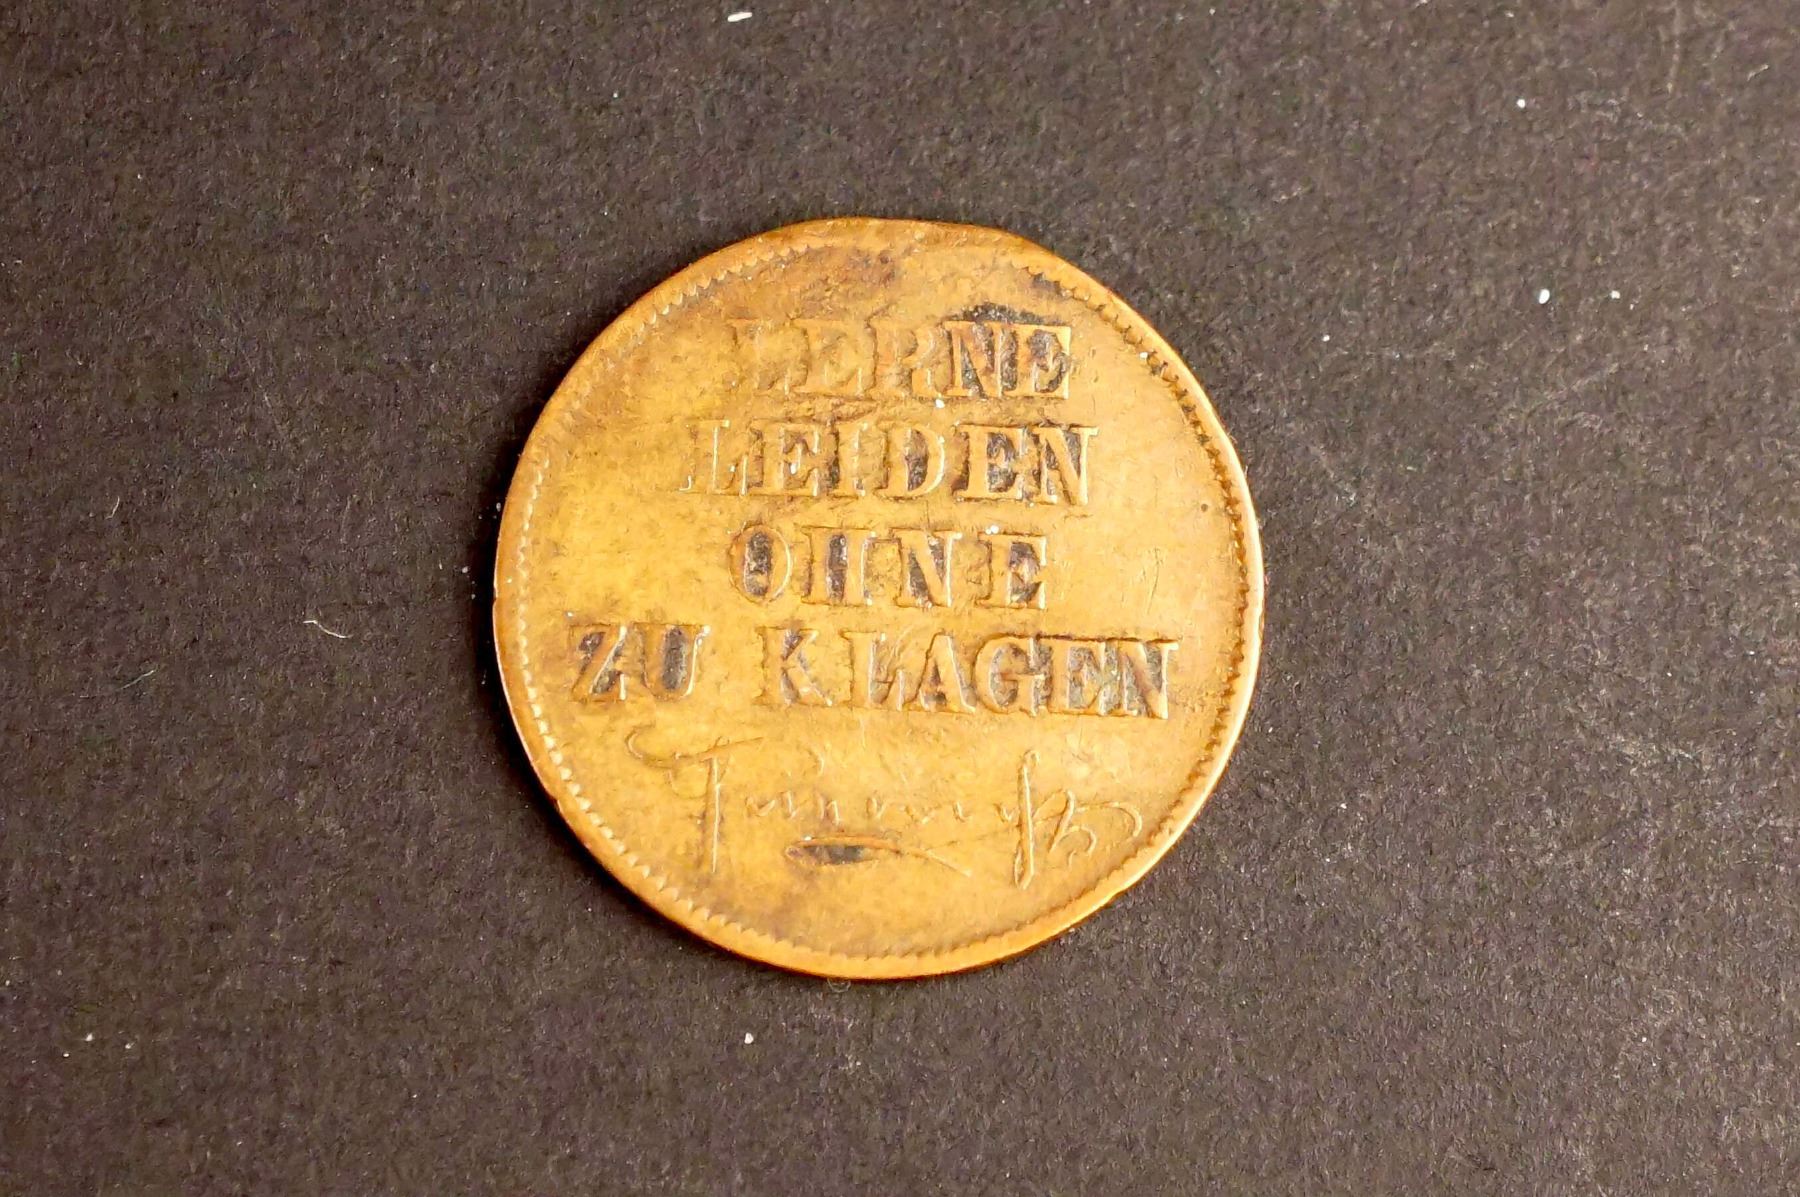 LERNE
LEIDEN
OHNE
ZU KLAGEN